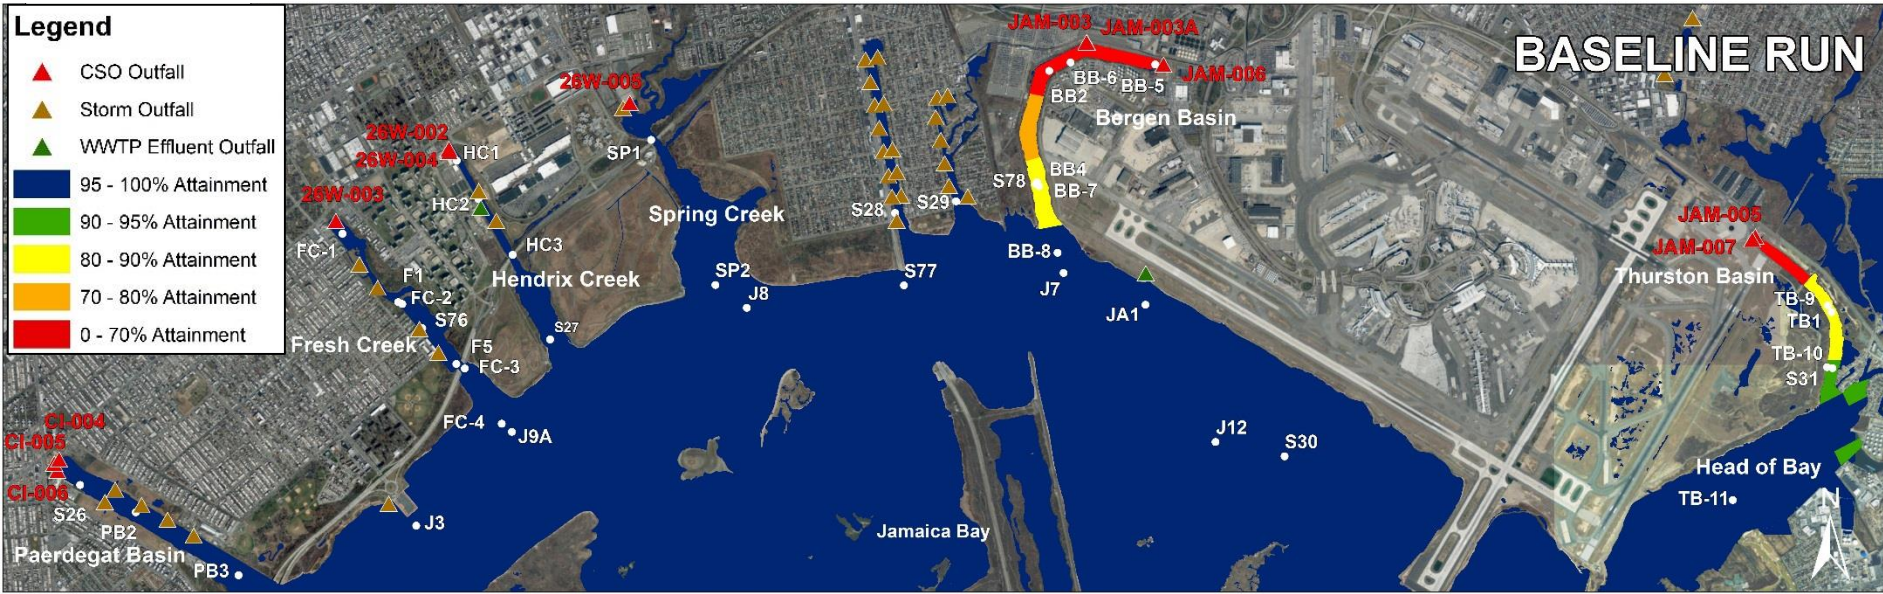 Legend
CSO Outfall
Storm Outfall
WWTP Effluent Outfall
95 - 100% Attainment
90 - 95% Attainment
80 - 90% Attainment
70 - 80% Attainment
0 - 70% Attainment
BASELINE RUN
JAM-003
JAM-003A
JAM-006
BB-6
BB-5
BB2
Bergen Basin
BB4
S78
BB-7
BB-8
J7
JA1
26W-005
SP1
Spring Creek
SP2
J8
S28
S29
S77
26W-002
26W-004
HC1
HC2
HC3
Hendrix Creek
S27
26W-003
FC-1
F1
FC-2
S76
Fresh Creek
F5
FC-3
FC-4
J9A
J3
CI-004
CI-005
CI-006
S26
PB2
Paerdegat Basin
PB3
Jamaica Bay
J12
S30
JAM-005
JAM-007
Thurston Basin
TB-9
TB1
TB-10
S31
Head of Bay
TB-11
N